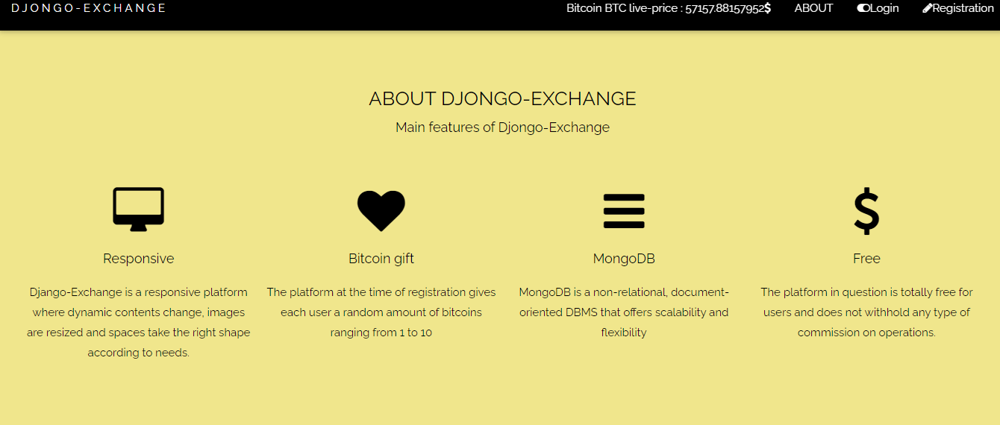 DJONGO-EXCHANGE
Bitcoin BTC live-price : 57157.88157952$
ABOUT
Login
Registration
ABOUT DJONGO-EXCHANGE
Main features of Djongo-Exchange
Responsive
Django-Exchange is a responsive platform
where dynamic contents change, images
are resized and spaces take the right shape
according to needs.
Bitcoin gift
The platform at the time of registration gives
each user a random amount of bitcoins
ranging from 1 to 10
MongoDB
MongoDB is a non-relational, document-
oriented DBMS that offers scalability and
flexibility
Free
The platform in question is totally free for
users and does not withhold any type of
commission on operations.